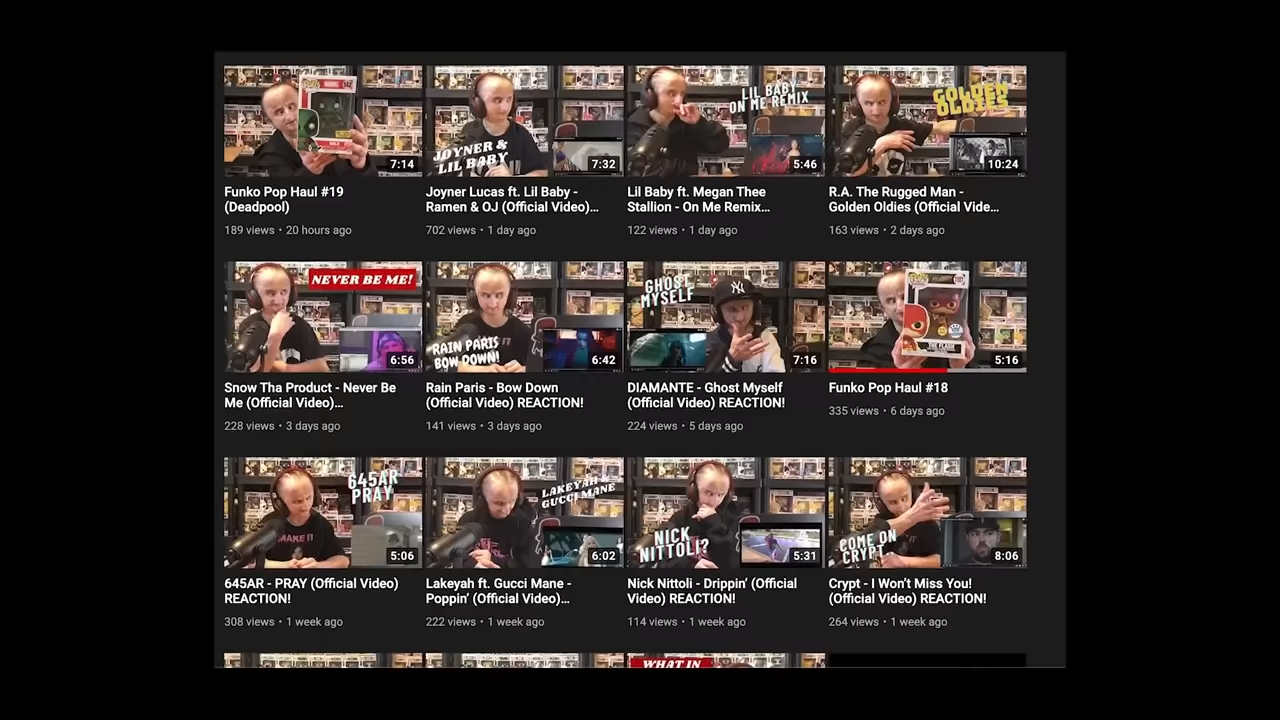 MARVEL
7:14
JOYNER &
LIL BABY
7:32
LIL BABY
ON ME REMIX
5:46
GOLDEN
OLDIES
10:24
Funko Pop Haul #19
(Deadpool)
189 views • 20 hours ago
Joyner Lucas ft. Lil Baby -
Ramen & OJ (Official Video)...
702 views • 1 day ago
Lil Baby ft. Megan Thee
Stallion - On Me Remix...
122 views • 1 day ago
R.A. The Rugged Man -
Golden Oldies (Official Vide...
163 views • 2 days ago
NEVER BE ME!
6:56
RAIN PARIS
BOW DOWN!
6:42
GHOST
MYSELF
7:16
THE FLASH
5:16
Snow Tha Product - Never Be
Me (Official Video)...
228 views • 3 days ago
Rain Paris - Bow Down
(Official Video) REACTION!
141 views • 3 days ago
DIAMANTE - Ghost Myself
(Official Video) REACTION!
224 views • 5 days ago
Funko Pop Haul #18
335 views • 6 days ago
645AR
PRAY
MAKE IT
5:06
LAKEYAH &
GUCCI MANE
6:02
NICK
NITTOLI?
5:31
COME ON
CRYPT..
8:06
645AR - PRAY (Official Video)
REACTION!
308 views • 1 week ago
Lakeyah ft. Gucci Mane -
Poppin’ (Official Video)...
222 views • 1 week ago
Nick Nittoli - Drippin’ (Official
Video) REACTION!
114 views • 1 week ago
Crypt - I Won’t Miss You!
(Official Video) REACTION!
264 views • 1 week ago
WHAT IN